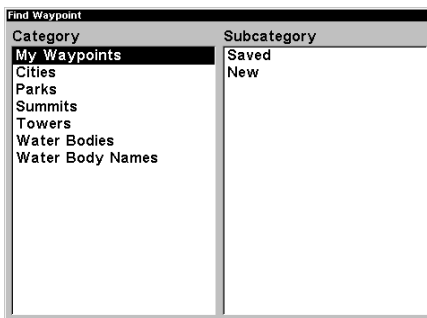 Find Waypoint
Category
My Waypoints
Cities
Parks
Summits
Towers
Water Bodies
Water Body Names
Subcategory
Saved
New